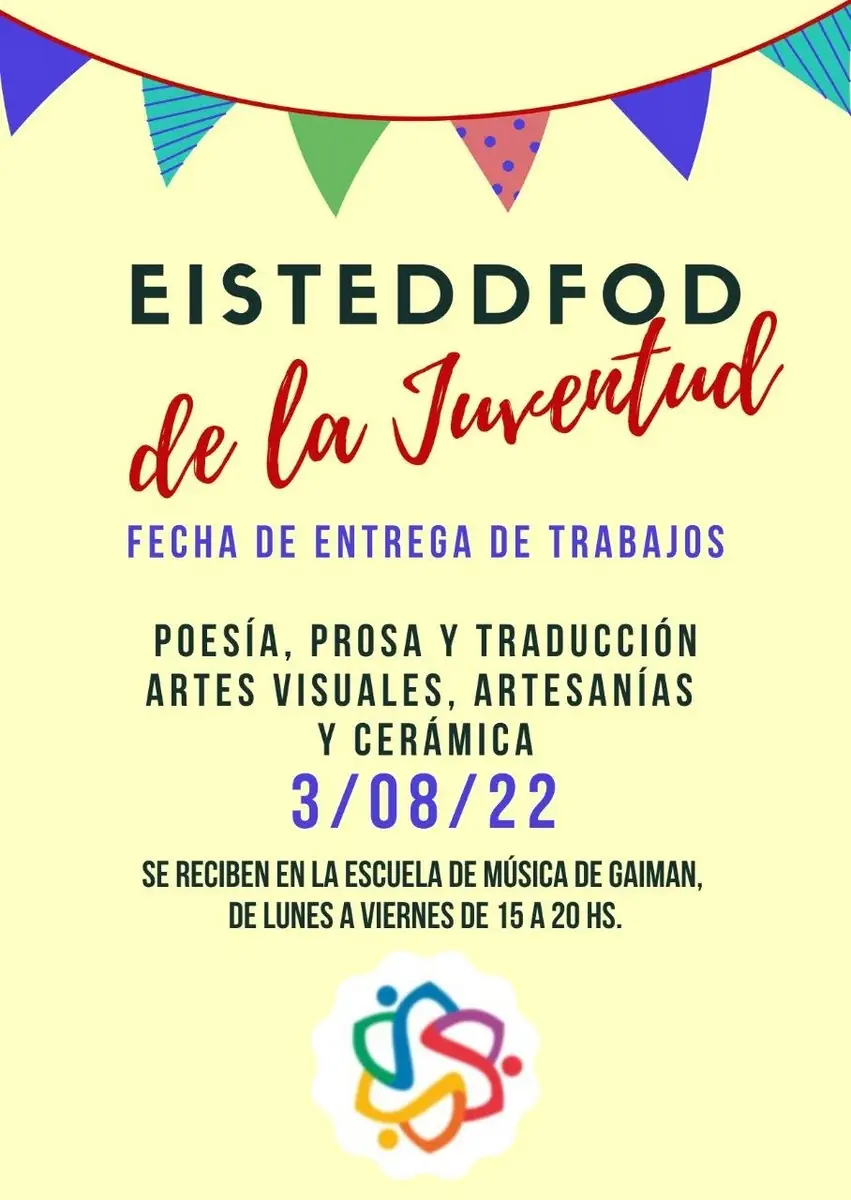 EISTEDDFOD
de la Juventud
FECHA DE ENTREGA DE TRABAJOS
POESÍA, PROSA Y TRADUCCIÓN
ARTES VISUALES, ARTESANÍAS
Y CERÁMICA
3/08/22
SE RECIBEN EN LA ESCUELA DE MÚSICA DE GAIMAN,
DE LUNES A VIERNES DE 15 A 20 HS.